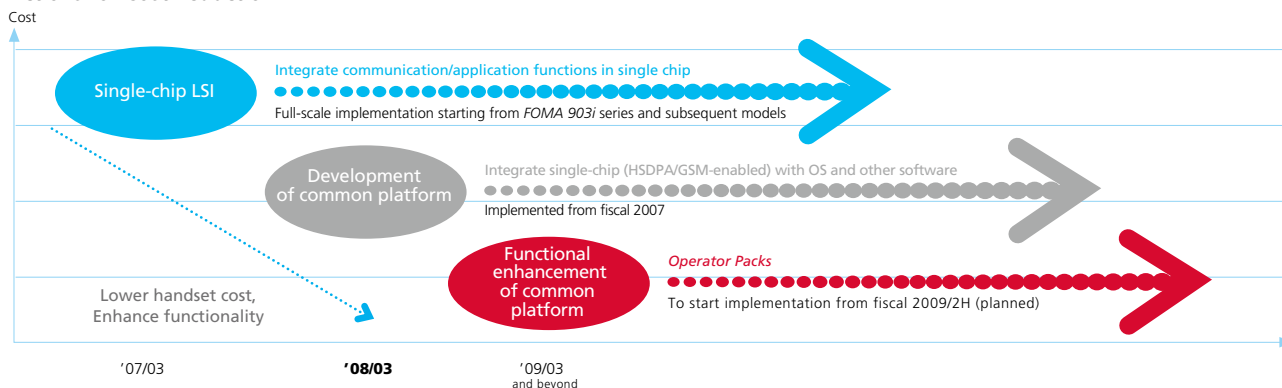 Cost
Single-chip LSI
Integrate communication/application functions in single chip
Full-scale implementation starting from FOMA 903i series and subsequent models
Development
of common platform
Integrate single-chip (HSDPA/GSM-enabled) with OS and other software
Implemented from fiscal 2007
Functional
enhancement
of common
platform
Operator Packs
To start implementation from fiscal 2009/2H (planned)
Lower handset cost,
Enhance functionality
'07/03
'08/03
'09/03
and beyond